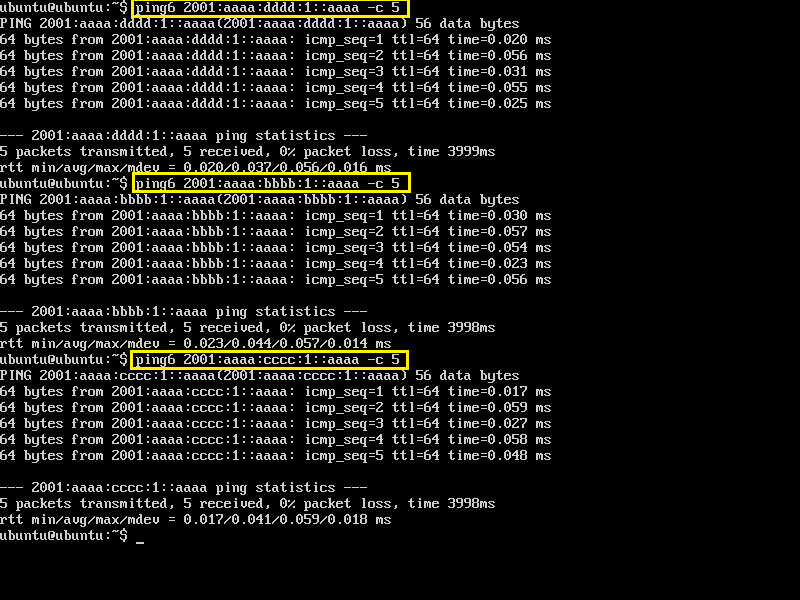 ubuntu@ubuntu:~$ ping6 2001:aaaa:dddd:1::aaaa -c 5
PING 2001:aaaa:dddd:1::aaaa(2001:aaaa:dddd:1::aaaa) 56 data bytes
64 bytes from 2001:aaaa:dddd:1::aaaa: icmp_seq=1 ttl=64 time=0.020 ms
64 bytes from 2001:aaaa:dddd:1::aaaa: icmp_seq=2 ttl=64 time=0.056 ms
64 bytes from 2001:aaaa:dddd:1::aaaa: icmp_seq=3 ttl=64 time=0.031 ms
64 bytes from 2001:aaaa:dddd:1::aaaa: icmp_seq=4 ttl=64 time=0.055 ms
64 bytes from 2001:aaaa:dddd:1::aaaa: icmp_seq=5 ttl=64 time=0.025 ms
--- 2001:aaaa:dddd:1::aaaa ping statistics ---
5 packets transmitted, 5 received, 0% packet loss, time 3999ms
rtt min/avg/max/mdev = 0.020/0.037/0.056/0.016 ms
ubuntu@ubuntu:~$ ping6 2001:aaaa:bbbb:1::aaaa -c 5
PING 2001:aaaa:bbbb:1::aaaa(2001:aaaa:bbbb:1::aaaa) 56 data bytes
64 bytes from 2001:aaaa:bbbb:1::aaaa: icmp_seq=1 ttl=64 time=0.030 ms
64 bytes from 2001:aaaa:bbbb:1::aaaa: icmp_seq=2 ttl=64 time=0.057 ms
64 bytes from 2001:aaaa:bbbb:1::aaaa: icmp_seq=3 ttl=64 time=0.054 ms
64 bytes from 2001:aaaa:bbbb:1::aaaa: icmp_seq=4 ttl=64 time=0.023 ms
64 bytes from 2001:aaaa:bbbb:1::aaaa: icmp_seq=5 ttl=64 time=0.056 ms
--- 2001:aaaa:bbbb:1::aaaa ping statistics ---
5 packets transmitted, 5 received, 0% packet loss, time 3998ms
rtt min/avg/max/mdev = 0.023/0.044/0.057/0.014 ms
ubuntu@ubuntu:~$ ping6 2001:aaaa:cccc:1::aaaa -c 5
PING 2001:aaaa:cccc:1::aaaa(2001:aaaa:cccc:1::aaaa) 56 data bytes
64 bytes from 2001:aaaa:cccc:1::aaaa: icmp_seq=1 ttl=64 time=0.017 ms
64 bytes from 2001:aaaa:cccc:1::aaaa: icmp_seq=2 ttl=64 time=0.059 ms
64 bytes from 2001:aaaa:cccc:1::aaaa: icmp_seq=3 ttl=64 time=0.027 ms
64 bytes from 2001:aaaa:cccc:1::aaaa: icmp_seq=4 ttl=64 time=0.058 ms
64 bytes from 2001:aaaa:cccc:1::aaaa: icmp_seq=5 ttl=64 time=0.048 ms
--- 2001:aaaa:cccc:1::aaaa ping statistics ---
5 packets transmitted, 5 received, 0% packet loss, time 3998ms
rtt min/avg/max/mdev = 0.017/0.041/0.059/0.018 ms
ubuntu@ubuntu:~$ _